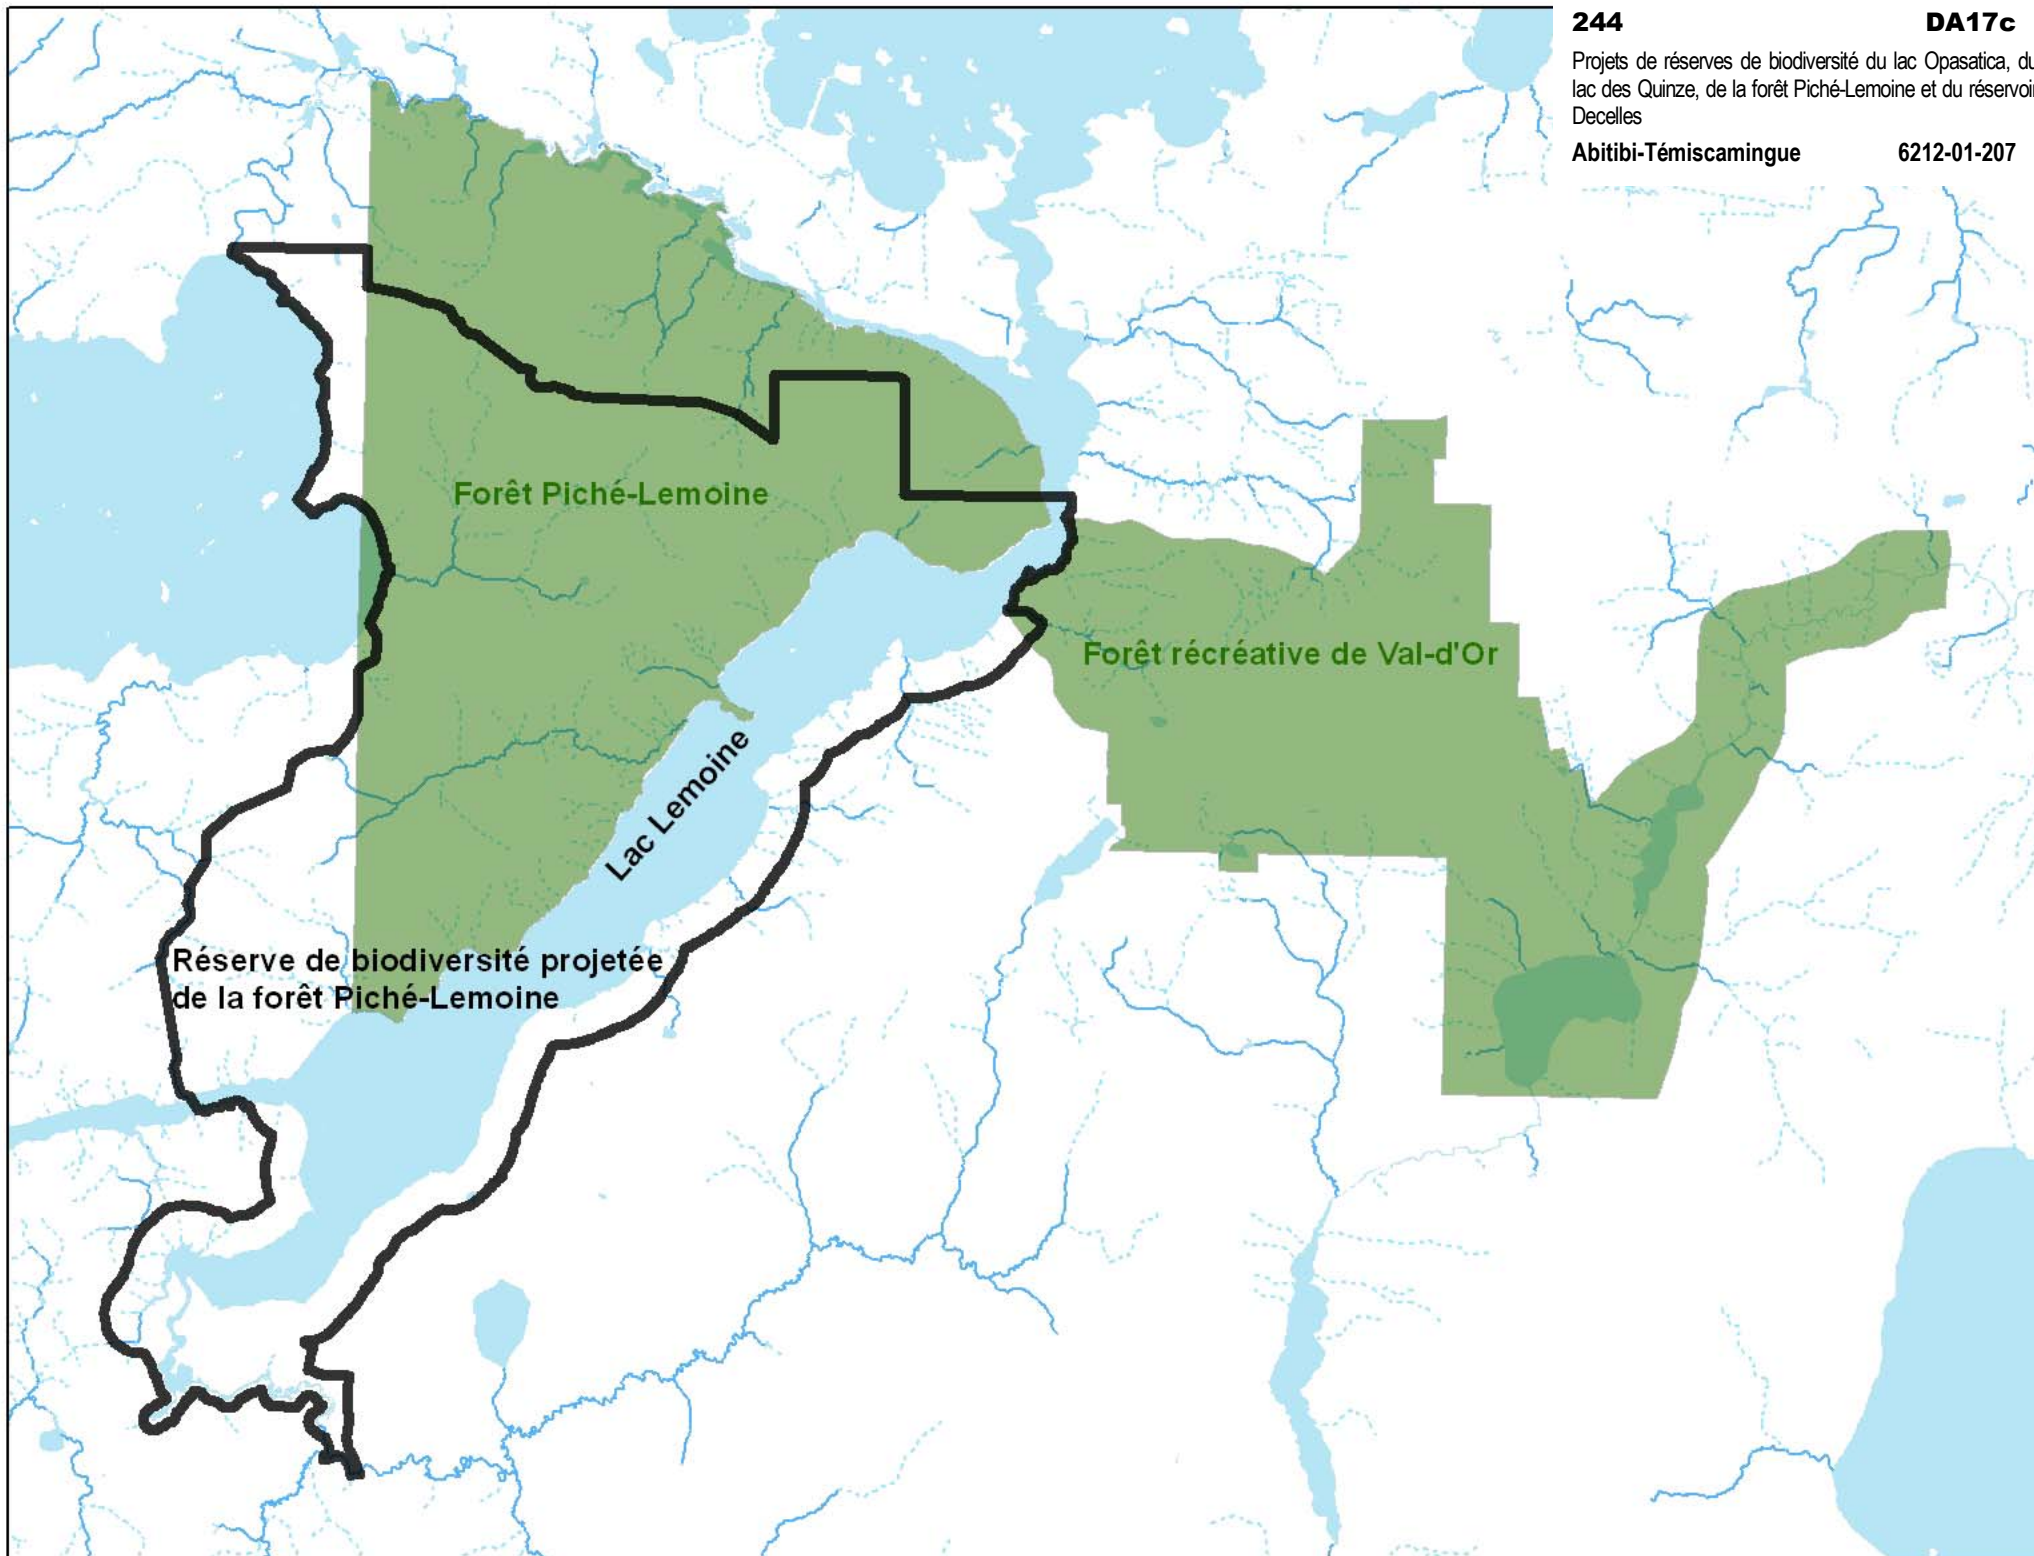 244 DA17c
Projets de réserves de biodiversité du lac Opasatica, du
lac des Quinze, de la forêt Piché-Lemoine et du réservoir
Decelles
Abitibi-Témiscamingue 6212-01-207
Forêt Piché-Lemoine
Forêt récréative de Val-d'Or
Lac Lemoine
Réserve de biodiversité projetée
de la forêt Piché-Lemoine